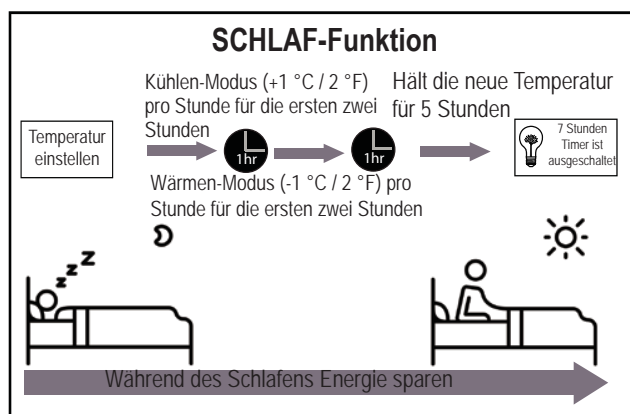 SCHLAF-Funktion
Kühlen-Modus (+1 °C / 2 °F)
pro Stunde für die ersten zwei
Stunden
Hält die neue Temperatur
für 5 Stunden
Temperatur
einstellen
1hr
1hr
7 Stunden
Timer ist
ausgeschaltet
Wärmen-Modus (-1 °C / 2 °F) pro
Stunde für die ersten zwei Stunden
z z z Z
Während des Schlafens Energie sparen